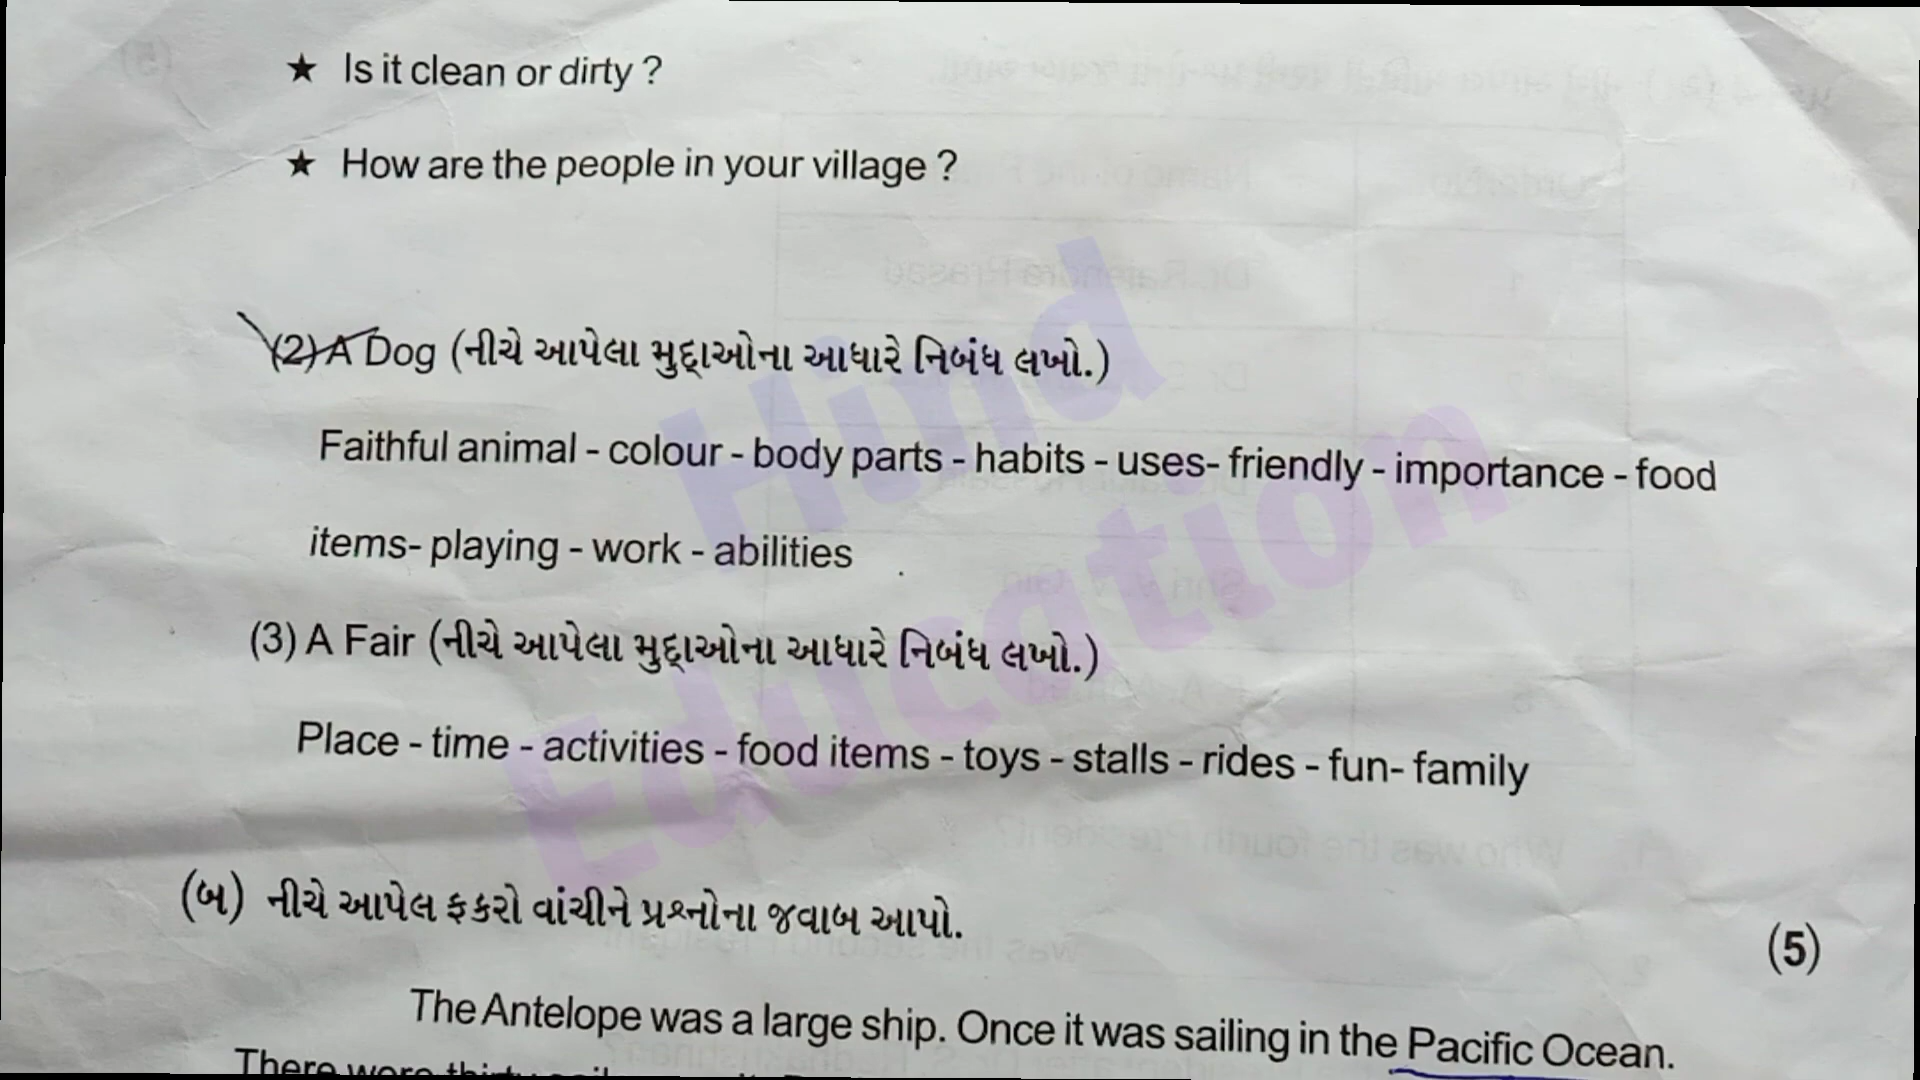 ★ Is it clean or dirty ?
★ How are the people in your village ?
(2) A Dog (નીચે આપેલા મુદ્દાઓના આધારે નિબંધ લખો.)
Faithful animal - colour - body parts - habits - uses- friendly - importance - food
items- playing - work - abilities
(3) A Fair (નીચે આપેલા મુદ્દાઓના આધારે નિબંધ લખો.)
Place - time - activities - food items - toys - stalls - rides - fun- family
(બ) નીચે આપેલ ફકરો વાંચીને પ્રશ્નોના જવાબ આપો.
(5)
The Antelope was a large ship. Once it was sailing in the Pacific Ocean.
There were thirty
Hind
Education